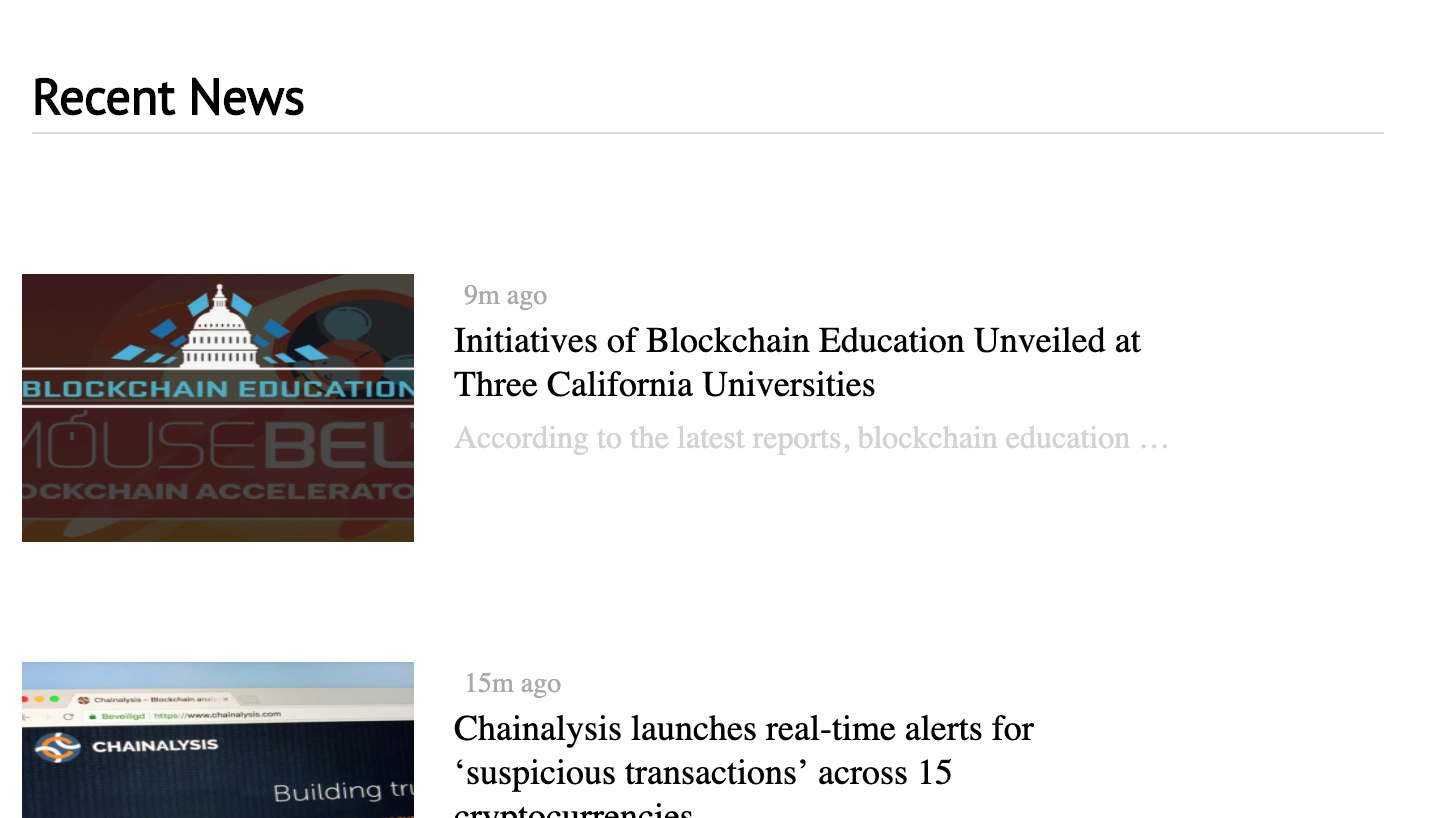 Recent News
9m ago
Initiatives of Blockchain Education Unveiled at
Three California Universities
According to the latest reports, blockchain education …
BLOCKCHAIN EDUCATION
MOUSEBEL
OCKCHAIN ACCELERATO
15m ago
Chainalysis launches real-time alerts for
‘suspicious transactions’ across 15
cryptocurrencies
Chainalysis – Blockchain analy
Beveiligd https://www.chainalysis.com
CHAINALYSIS
Building tru